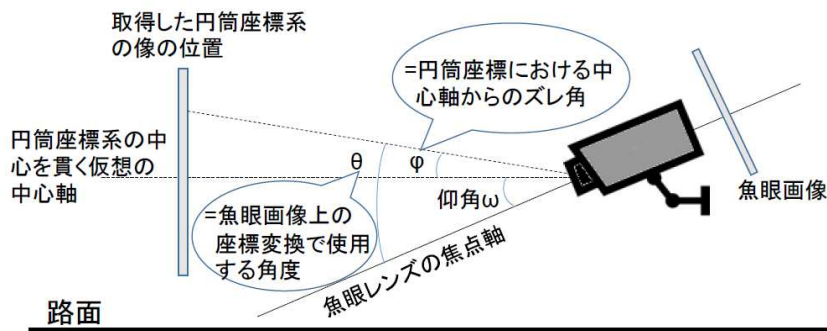 取得した円筒座標系
の像の位置
=円筒座標における中
心軸からのズレ角
円筒座標系の中
心を貫く仮想の
中心軸
θ
φ
仰角ω
魚眼画像
=魚眼画像上の
座標変換で使用
する角度
魚眼レンズの焦点軸
路面